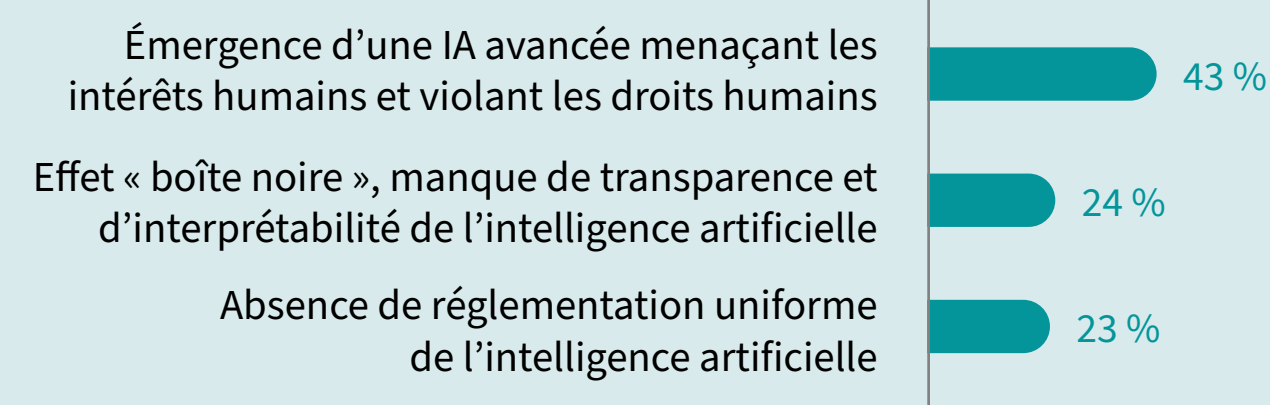 Émergence d’une IA avancée menaçant les
intérêts humains et violant les droits humains
43 %
Effet « boîte noire », manque de transparence et
d’interprétabilité de l’intelligence artificielle
24 %
Absence de réglementation uniforme
de l’intelligence artificielle
23 %